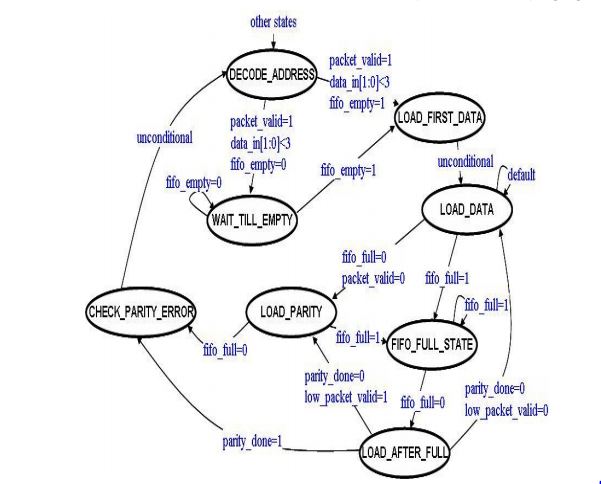 other states
DECODE_ADDRESS
packet_valid=1
data_in[1:0]<3
fifo_empty=1
LOAD_FIRST_DATA
packet_valid=1
data_in[1:0]<3
fifo_empty=0
unconditional
unconditional
fifo_empty=1
default
fifo_empty=0
WAIT_TILL_EMPTY
LOAD_DATA
fifo_full=0
packet_valid=0
fifo_full=1
fifo_full=1
CHECK_PARITY_ERROR
LOAD_PARITY
fifo_full=1
FIFO_FULL_STATE
fifo_full=0
parity_done=0
low_packet_valid=1
fifo_full=0
parity_done=0
low_packet_valid=0
parity_done=1
LOAD_AFTER_FULL